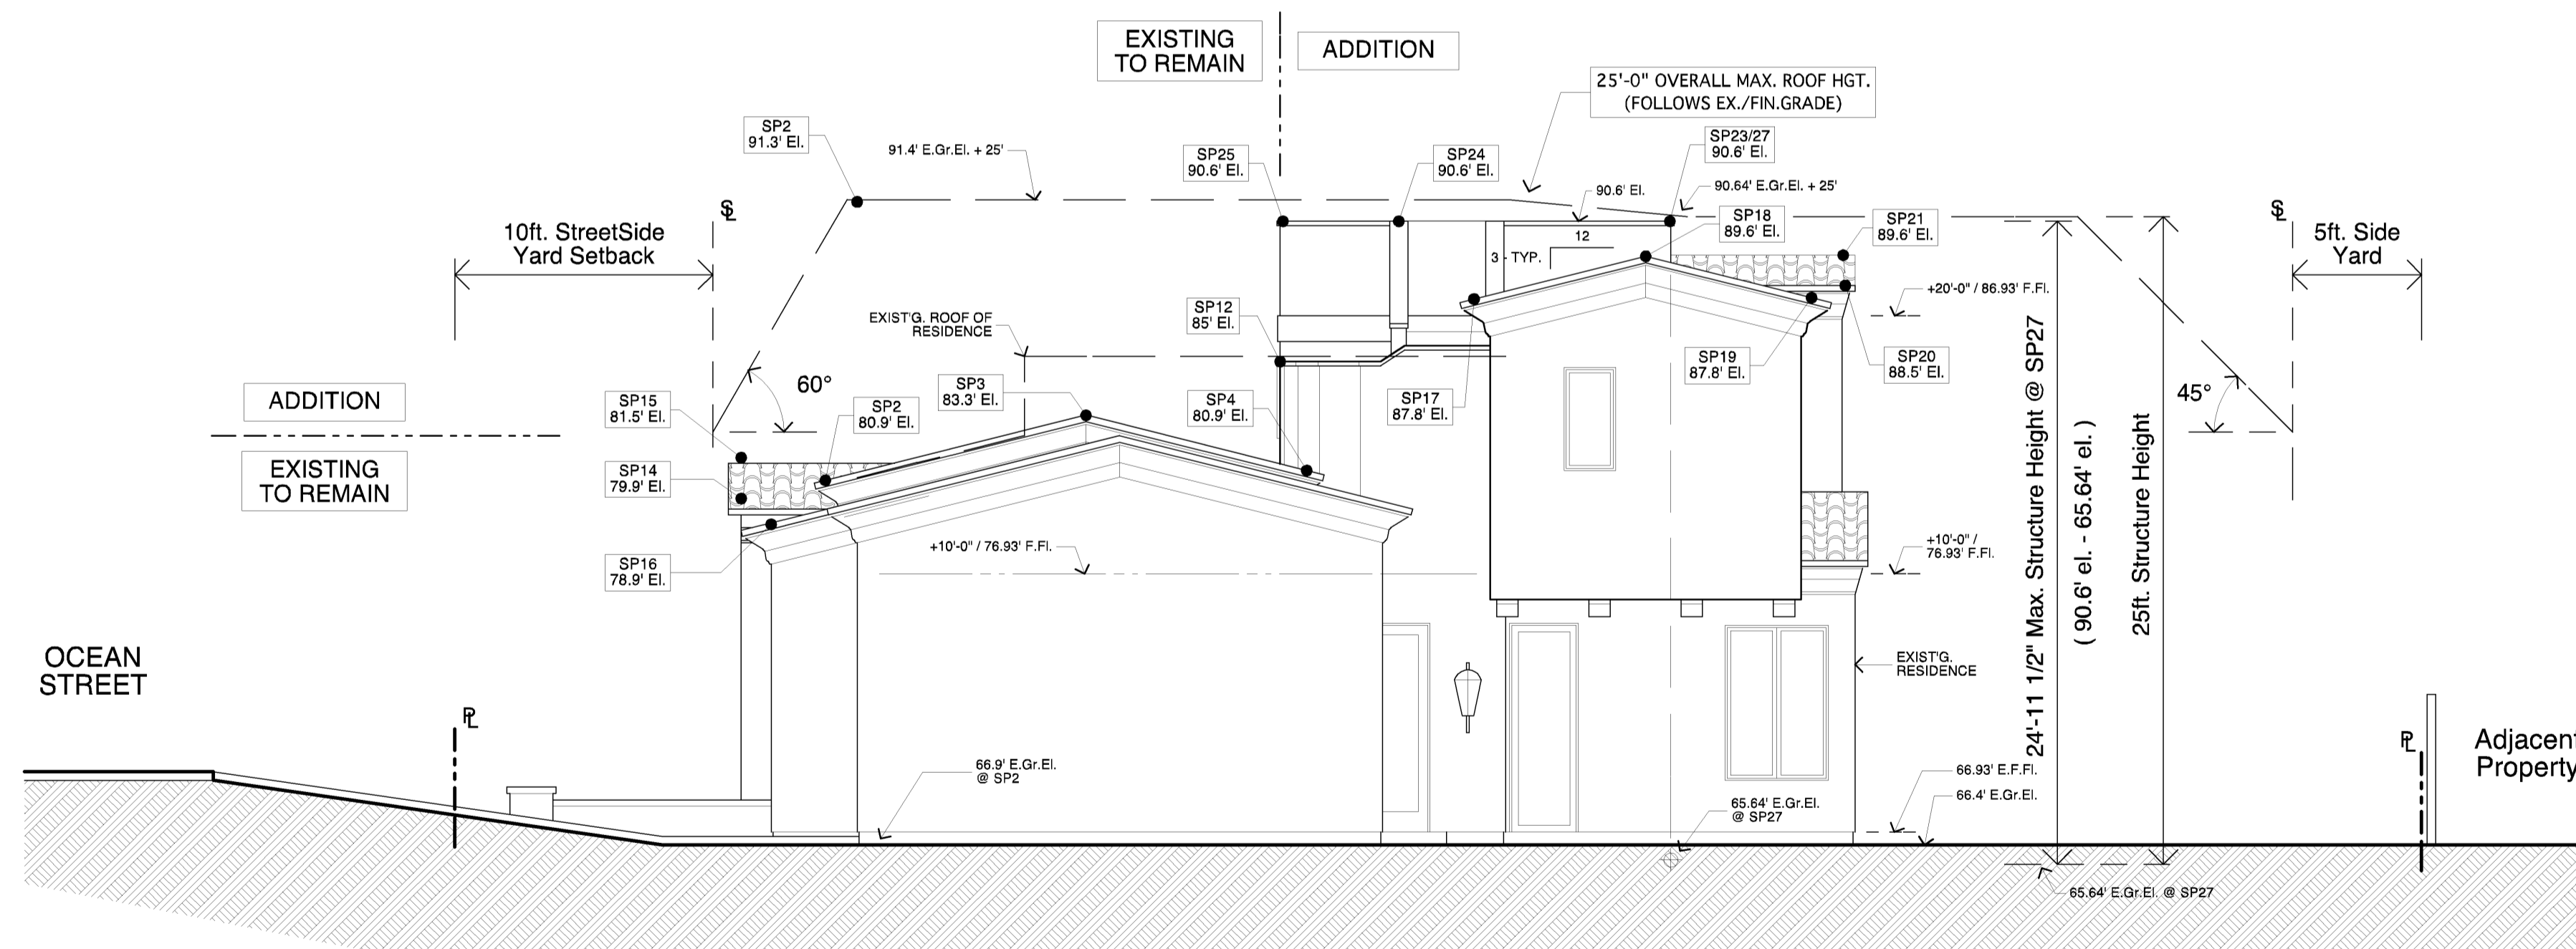 EXISTING
TO REMAIN
ADDITION
25'-0" OVERALL MAX. ROOF HGT.
(FOLLOWS EX./FIN.GRADE)
SP2
91.3' El.
91.4' E.Gr.El. + 25'
SP25
90.6' El.
SP24
90.6' El.
SP23/27
90.6' El.
90.6' El.
90.64' E.Gr.El. + 25'
SP18
89.6' El.
SP21
89.6' El.
10ft. StreetSide
Yard Setback
5ft. Side
Yard
12
3 - TYP.
+20'-0" / 86.93' F.Fl.
EXIST'G. ROOF OF
RESIDENCE
SP12
85' El.
SP19
87.8' El.
SP20
88.5' El.
SP17
87.8' El.
60°
45°
ADDITION
EXISTING
TO REMAIN
SP15
81.5' El.
SP2
80.9' El.
SP3
83.3' El.
SP4
80.9' El.
SP14
79.9' El.
SP16
78.9' El.
+10'-0" / 76.93' F.Fl.
+10'-0" /
76.93' F.Fl.
24'-11 1/2" Max. Structure Height @ SP27
( 90.6' el. - 65.64' el. )
25ft. Structure Height
OCEAN
STREET
EXIST'G.
RESIDENCE
66.9' E.Gr.El.
@ SP2
65.64' E.Gr.El.
@ SP27
66.93' E.F.Fl.
66.4' E.Gr.El.
65.64' E.Gr.El. @ SP27
Adjacent
Property
SL
SL
PL
PL